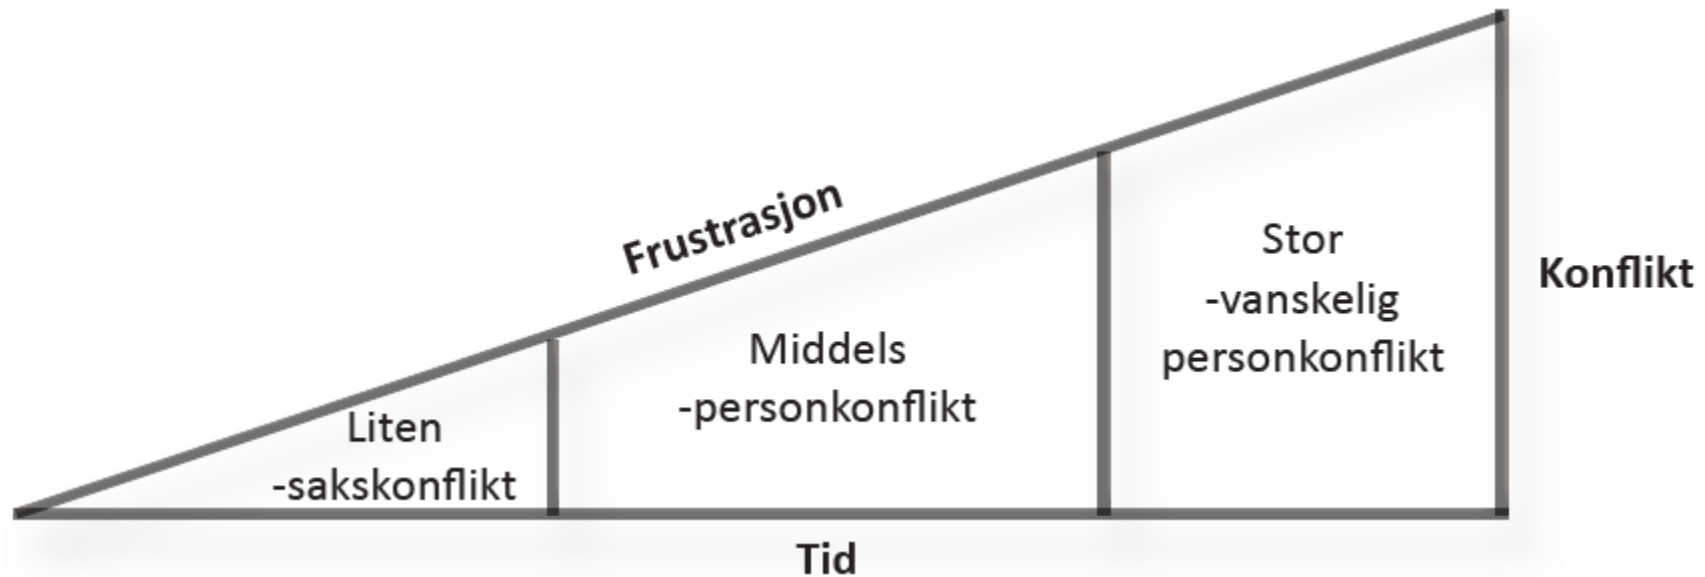 Frustrasjon
Liten
-sakskonflikt
Middels
-personkonflikt
Stor
-vanskelig
personkonflikt
Konflikt
Tid